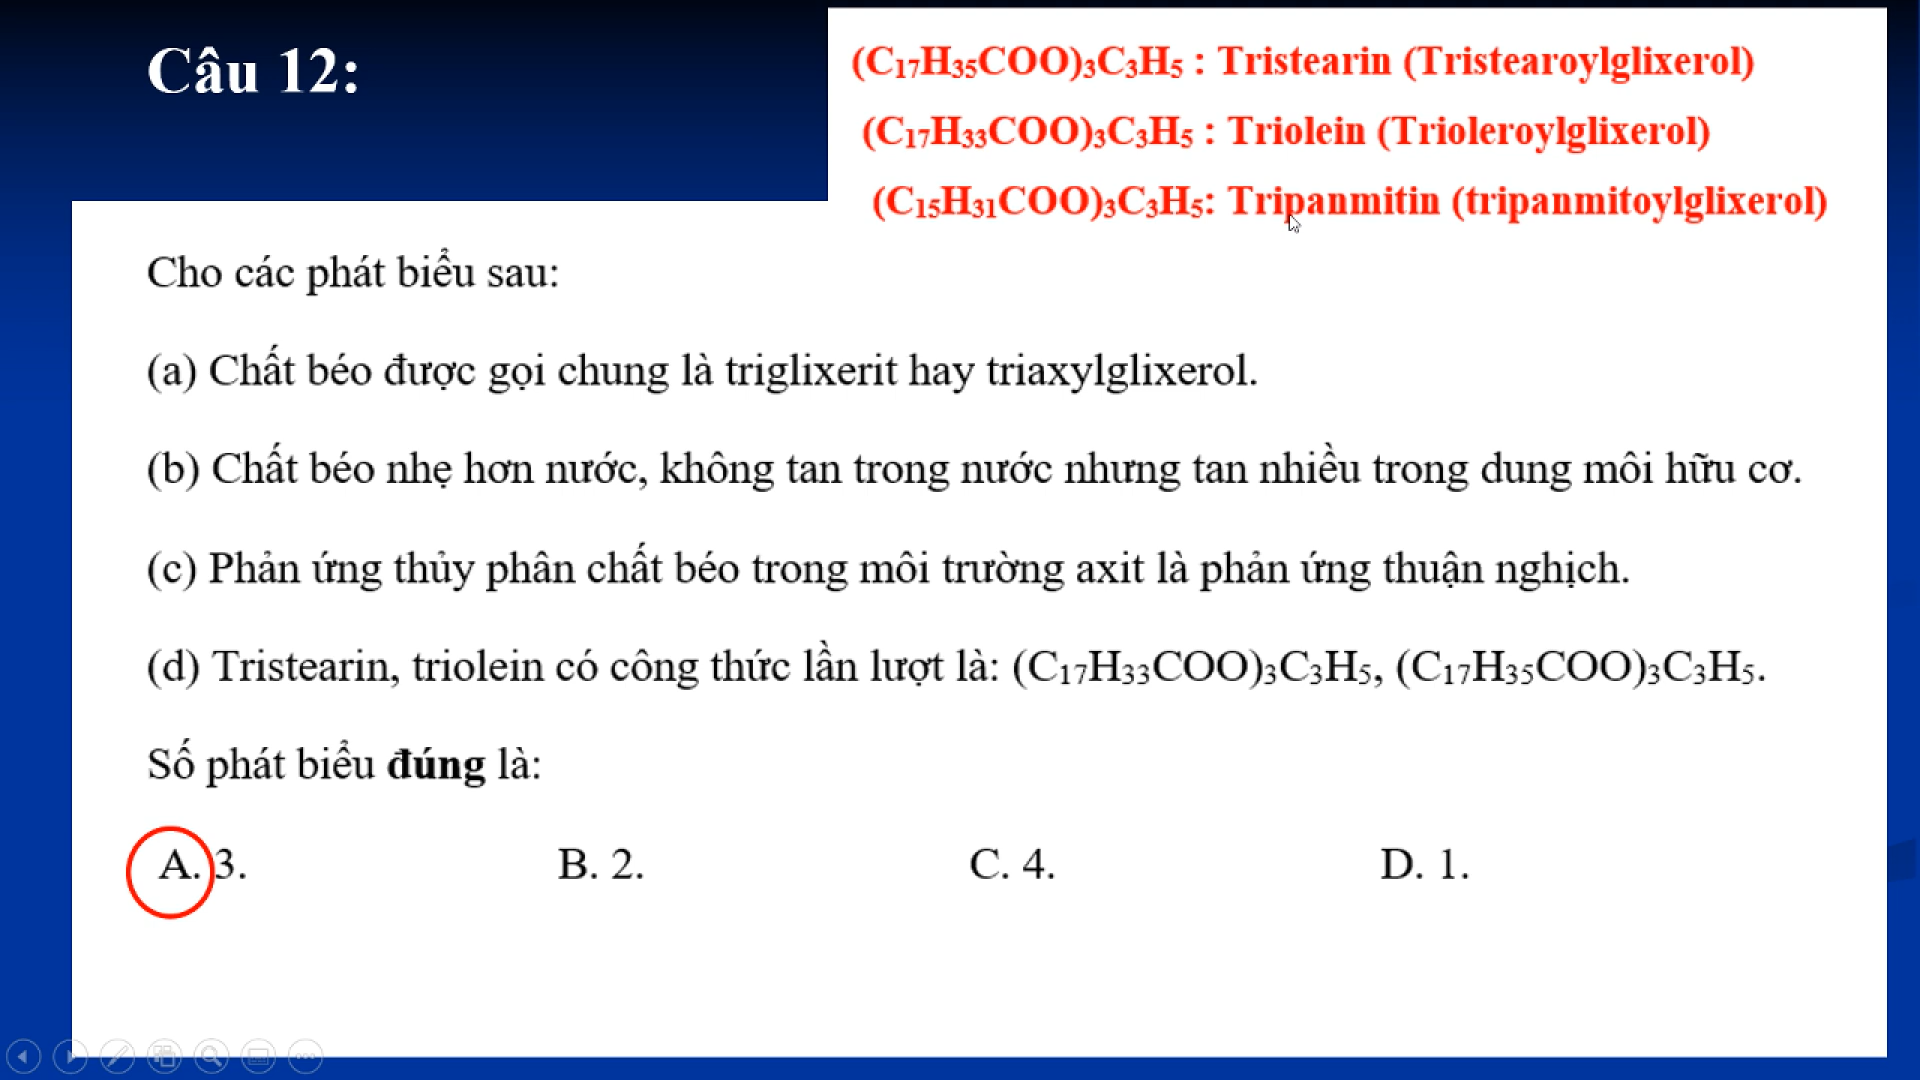 Câu 12:
(C₁₇H₃₅COO)₃C₃H₅ : Tristearin (Tristearoylglixerol)
(C₁₇H₃₃COO)₃C₃H₅ : Triolein (Trioleroylglixerol)
(C₁₅H₃₁COO)₃C₃H₅: Tripanmitin (tripanmitoylglixerol)
Cho các phát biểu sau:
(a) Chất béo được gọi chung là triglixerit hay triaxylglixerol.
(b) Chất béo nhẹ hơn nước, không tan trong nước nhưng tan nhiều trong dung môi hữu cơ.
(c) Phản ứng thủy phân chất béo trong môi trường axit là phản ứng thuận nghịch.
(d) Tristearin, triolein có công thức lần lượt là: (C₁₇H₃₃COO)₃C₃H₅, (C₁₇H₃₅COO)₃C₃H₅.
Số phát biểu đúng là:
A. 3. B. 2. C. 4. D. 1.